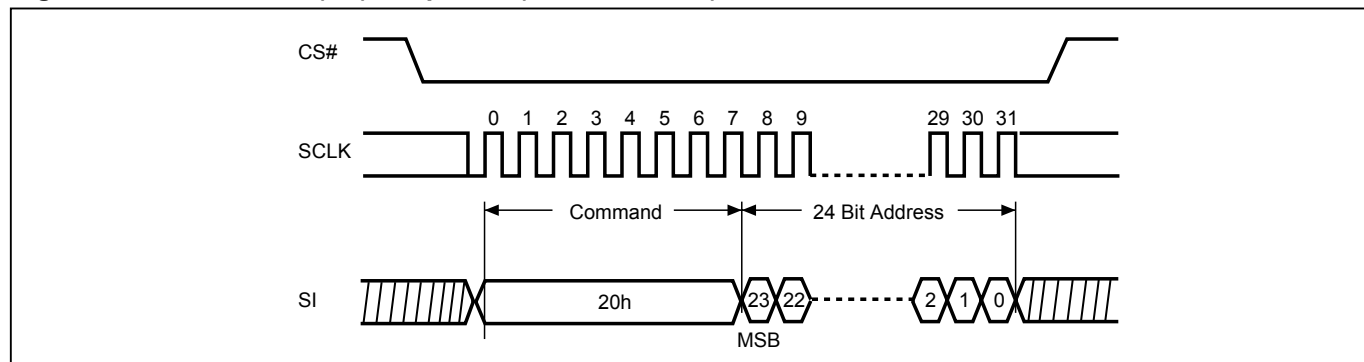 CS#
0 1 2 3 4 5 6 7 8 9 29 30 31
SCLK
Command 24 Bit Address
SI 20h 23 22 2 1 0
MSB